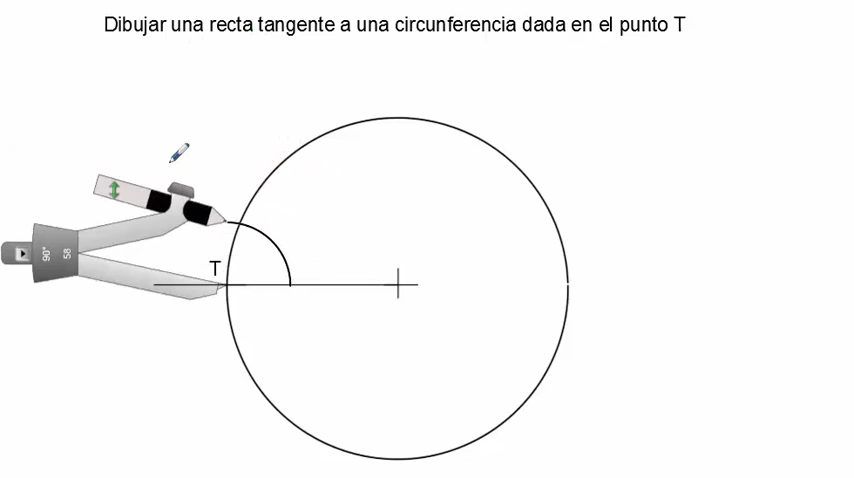 Dibujar una recta tangente a una circunferencia dada en el punto T
T
90°
58